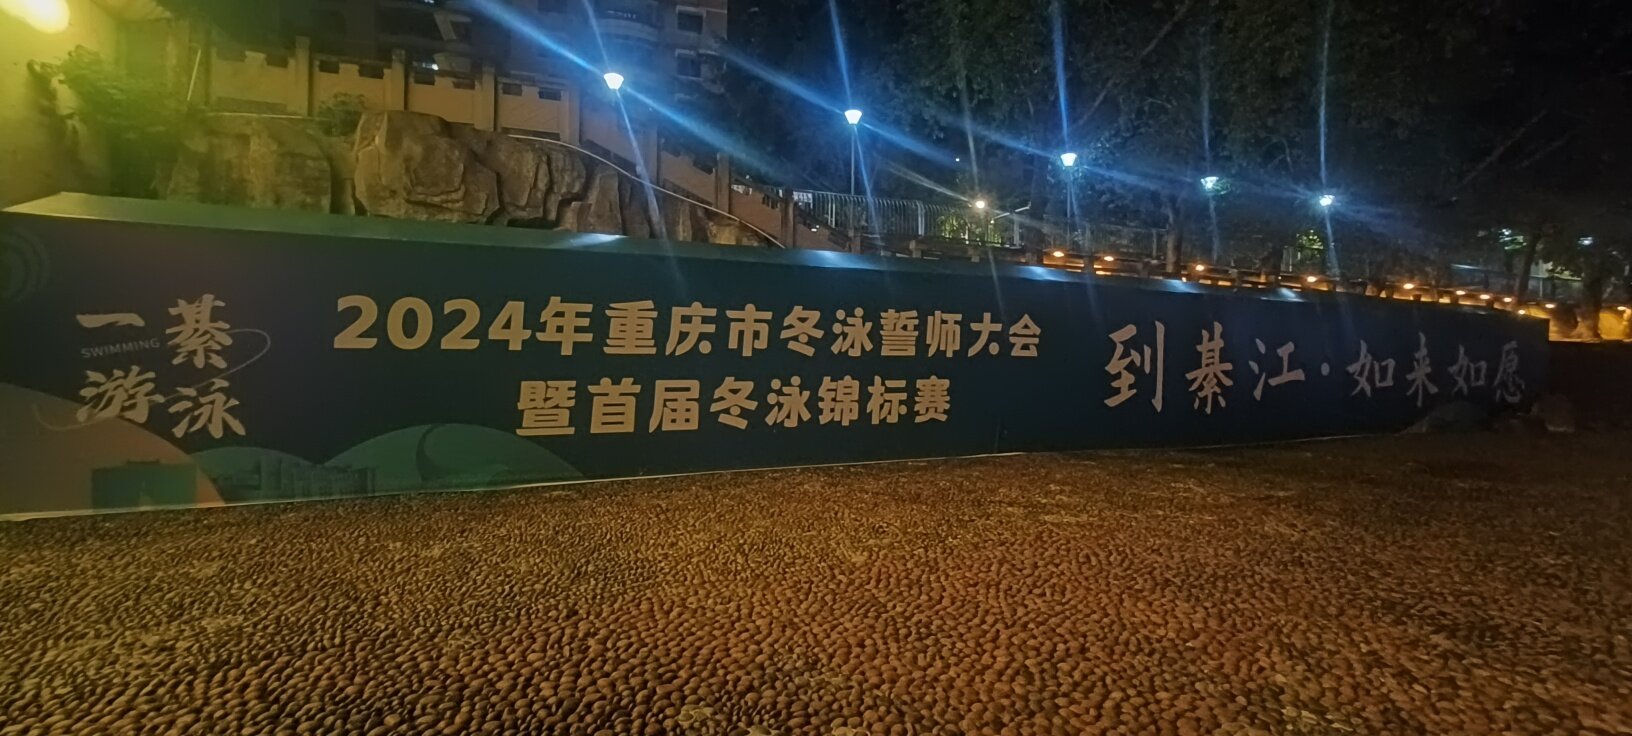 一綦
SWIMMING
游泳
2024年重庆市冬泳誓师大会
暨首届冬泳锦标赛
到綦江·如来如愿